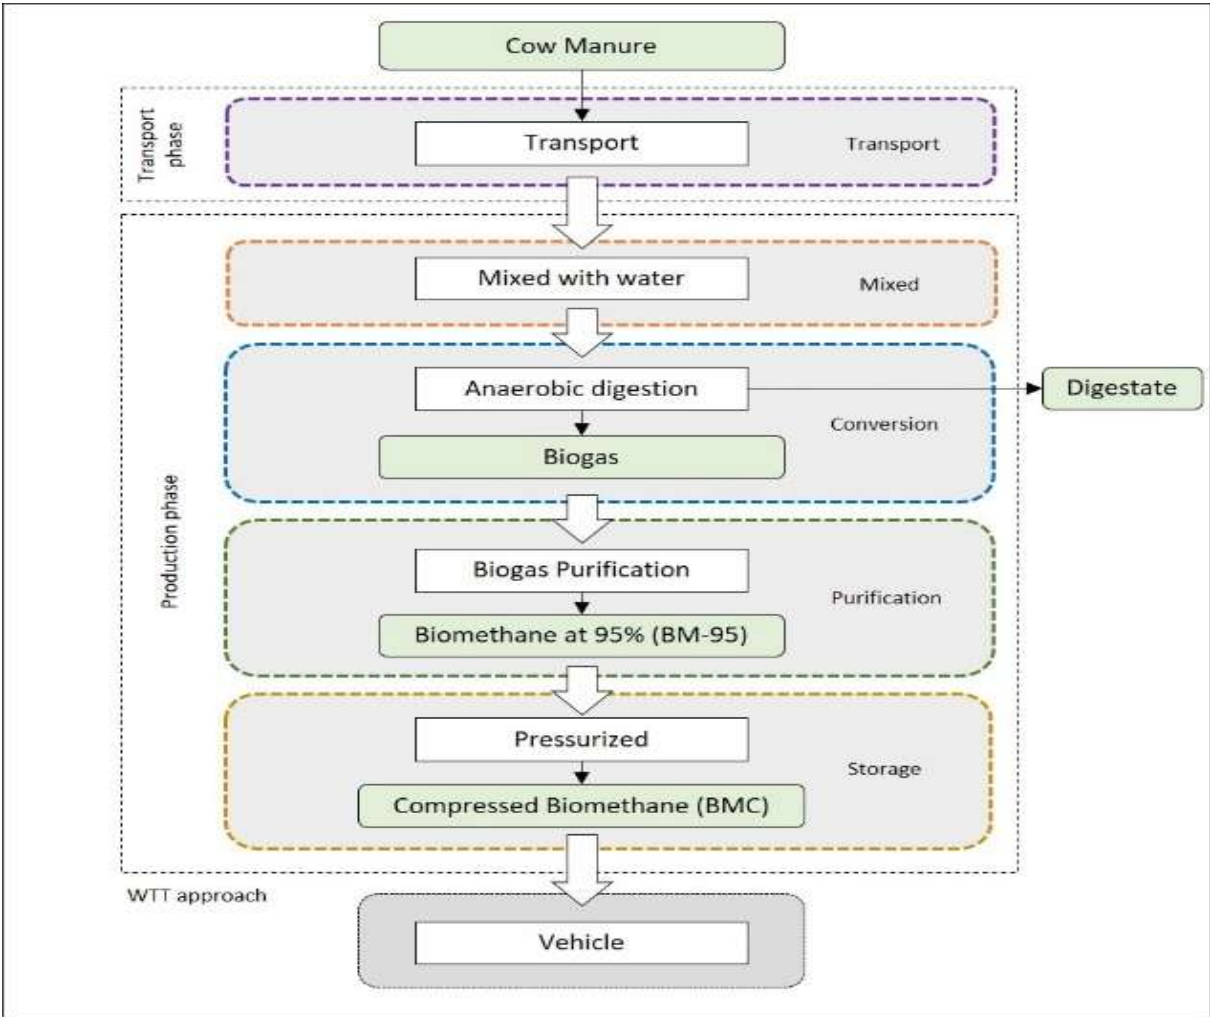 Cow Manure
Transport
phase
Transport
Transport
Mixed with water
Mixed
Production phase
Anaerobic digestion
Digestate
Conversion
Biogas
Biogas Purification
Purification
Biomethane at 95% (BM-95)
Pressurized
Storage
Compressed Biomethane (BMC)
WTT approach
Vehicle